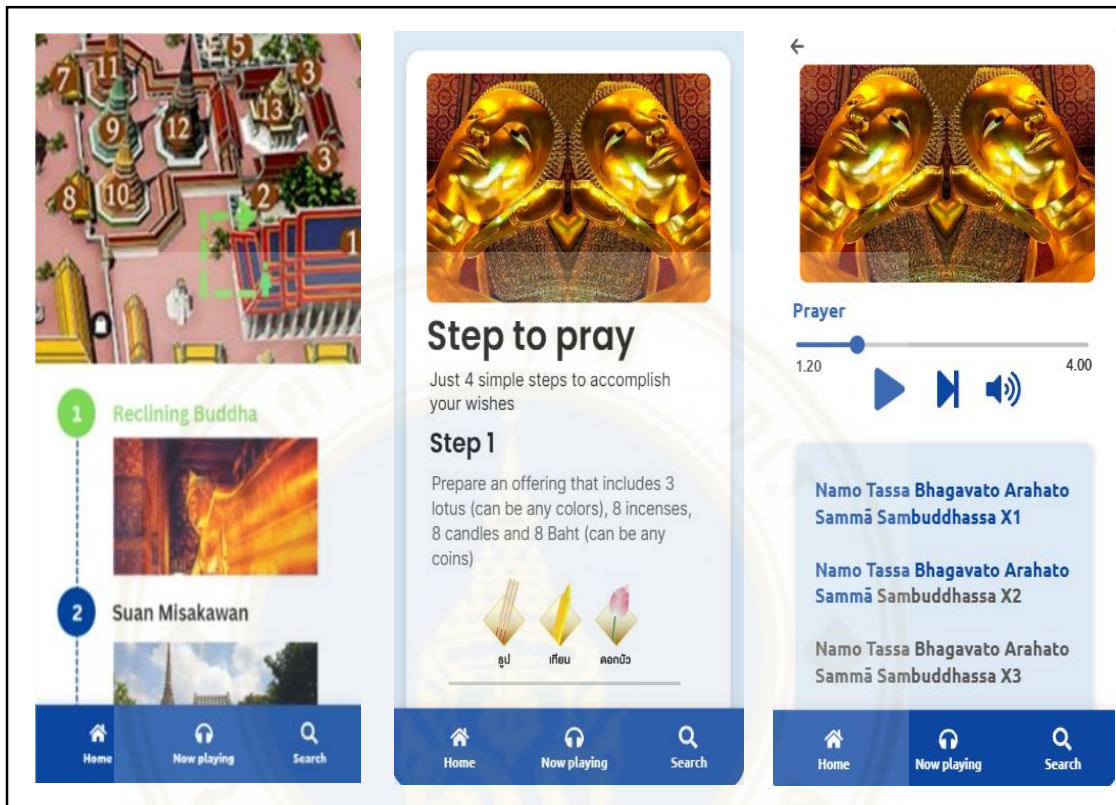 5
11
7
3
13
9
12
3
8
10
2
1
1
Reclining Buddha
2
Suan Misakawan
Home
Now playing
Search
Step to pray
Just 4 simple steps to accomplish
your wishes
Step 1
Prepare an offering that includes 3
lotus (can be any colors), 8 incenses,
8 candles and 8 Baht (can be any
coins)
ธูป
เทียน
ดอกบัว
Home
Now playing
Search
Prayer
1.20
4.00
Namo Tassa Bhagavato Arahato
Sammā Sambuddhassa X1
Namo Tassa Bhagavato Arahato
Sammā Sambuddhassa X2
Namo Tassa Bhagavato Arahato
Sammā Sambuddhassa X3
Home
Now playing
Search